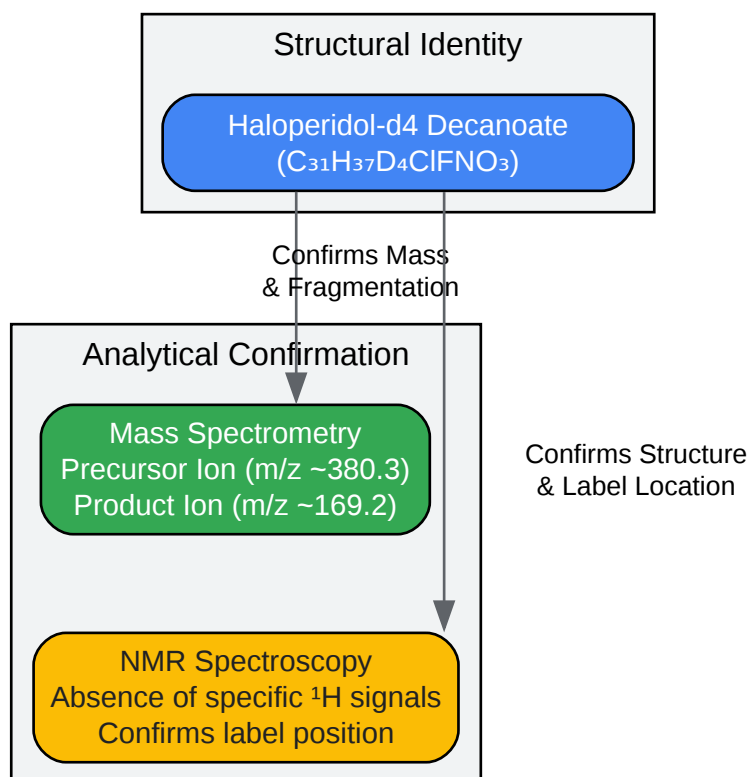 Structural Identity
Haloperidol-d4 Decanoate
(C₃₁H₃₇D₄ClFNO₃)
Confirms Mass
& Fragmentation
Analytical Confirmation
Mass Spectrometry
Precursor Ion (m/z ~380.3)
Product Ion (m/z ~169.2)
Confirms Structure
& Label Location
NMR Spectroscopy
Absence of specific ¹H signals
Confirms label position